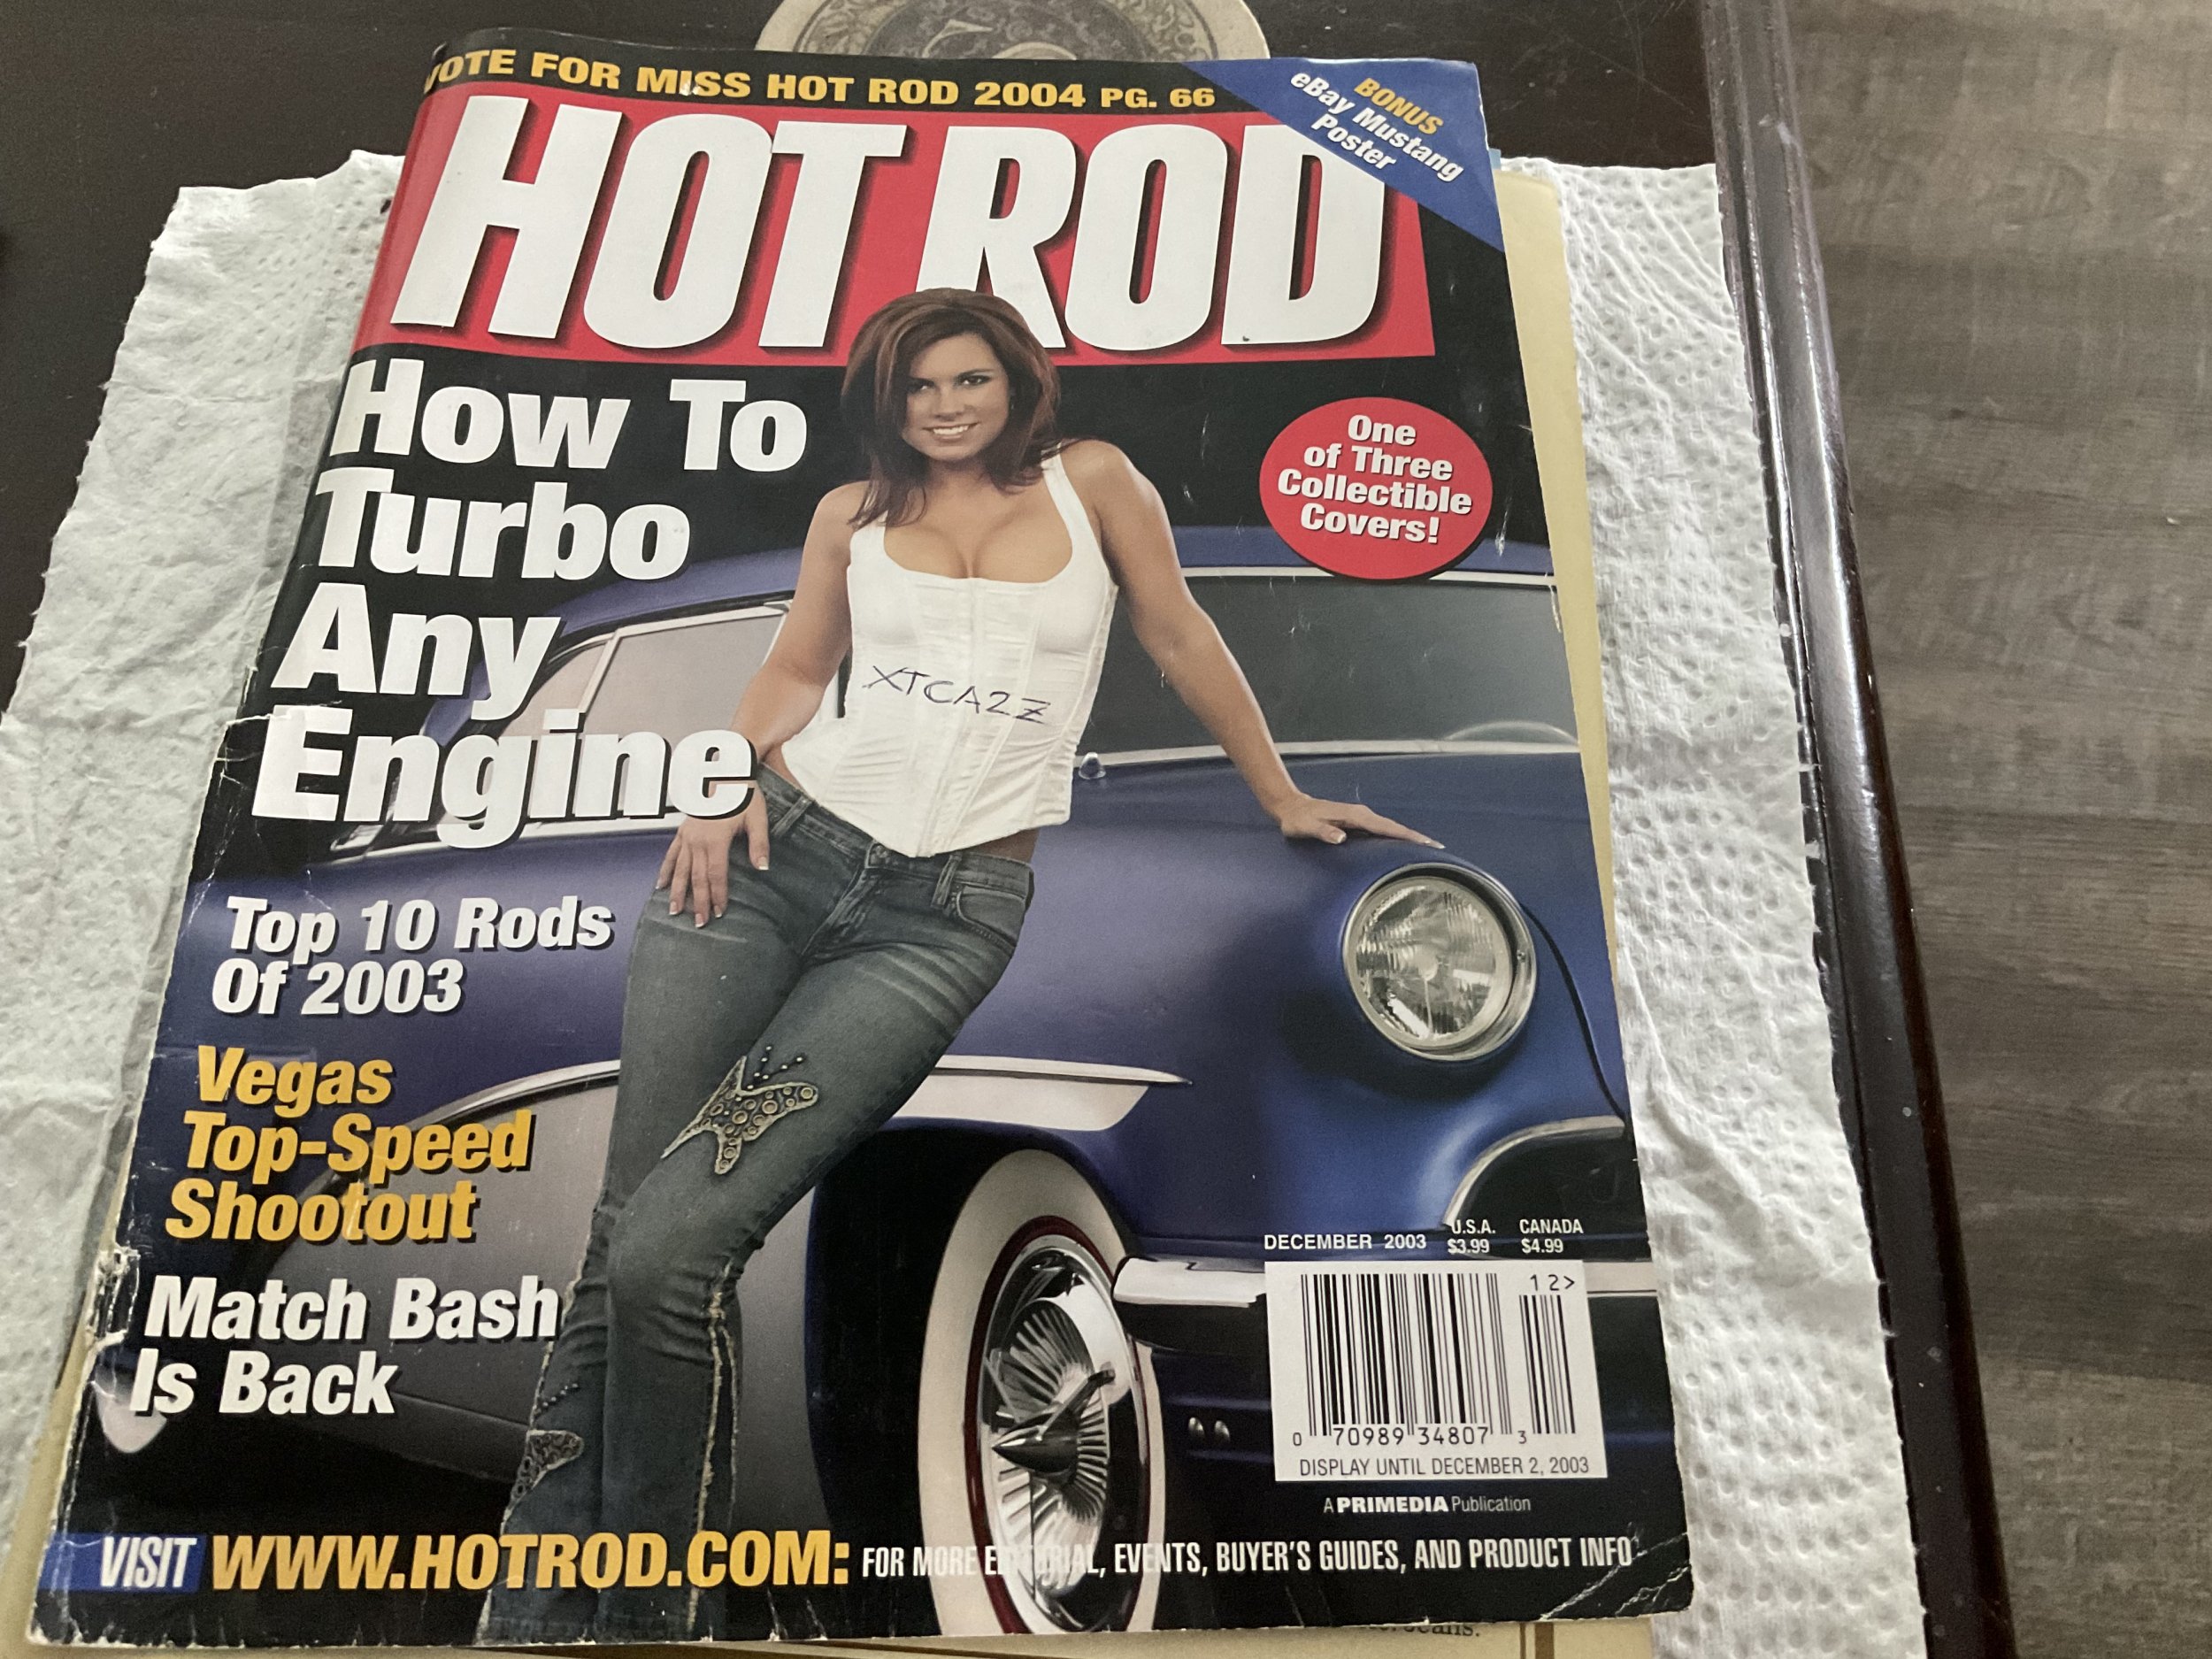 VOTE FOR MISS HOT ROD 2004 PG. 66
BONUS
eBay Mustang
Poster
HOT ROD
How To
Turbo
Any
Engine
One
of Three
Collectible
Covers!
XTCA2Z
Top 10 Rods
Of 2003
Vegas
Top-Speed
Shootout
Match Bash
Is Back
DECEMBER 2003
U.S.A.
$3.99
CANADA
$4.99
12>
0 70989 34807 3
DISPLAY UNTIL DECEMBER 2, 2003
A PRIMEDIA Publication
VISIT WWW.HOTROD.COM: FOR MORE EDITORIAL, EVENTS, BUYER'S GUIDES, AND PRODUCT INFO